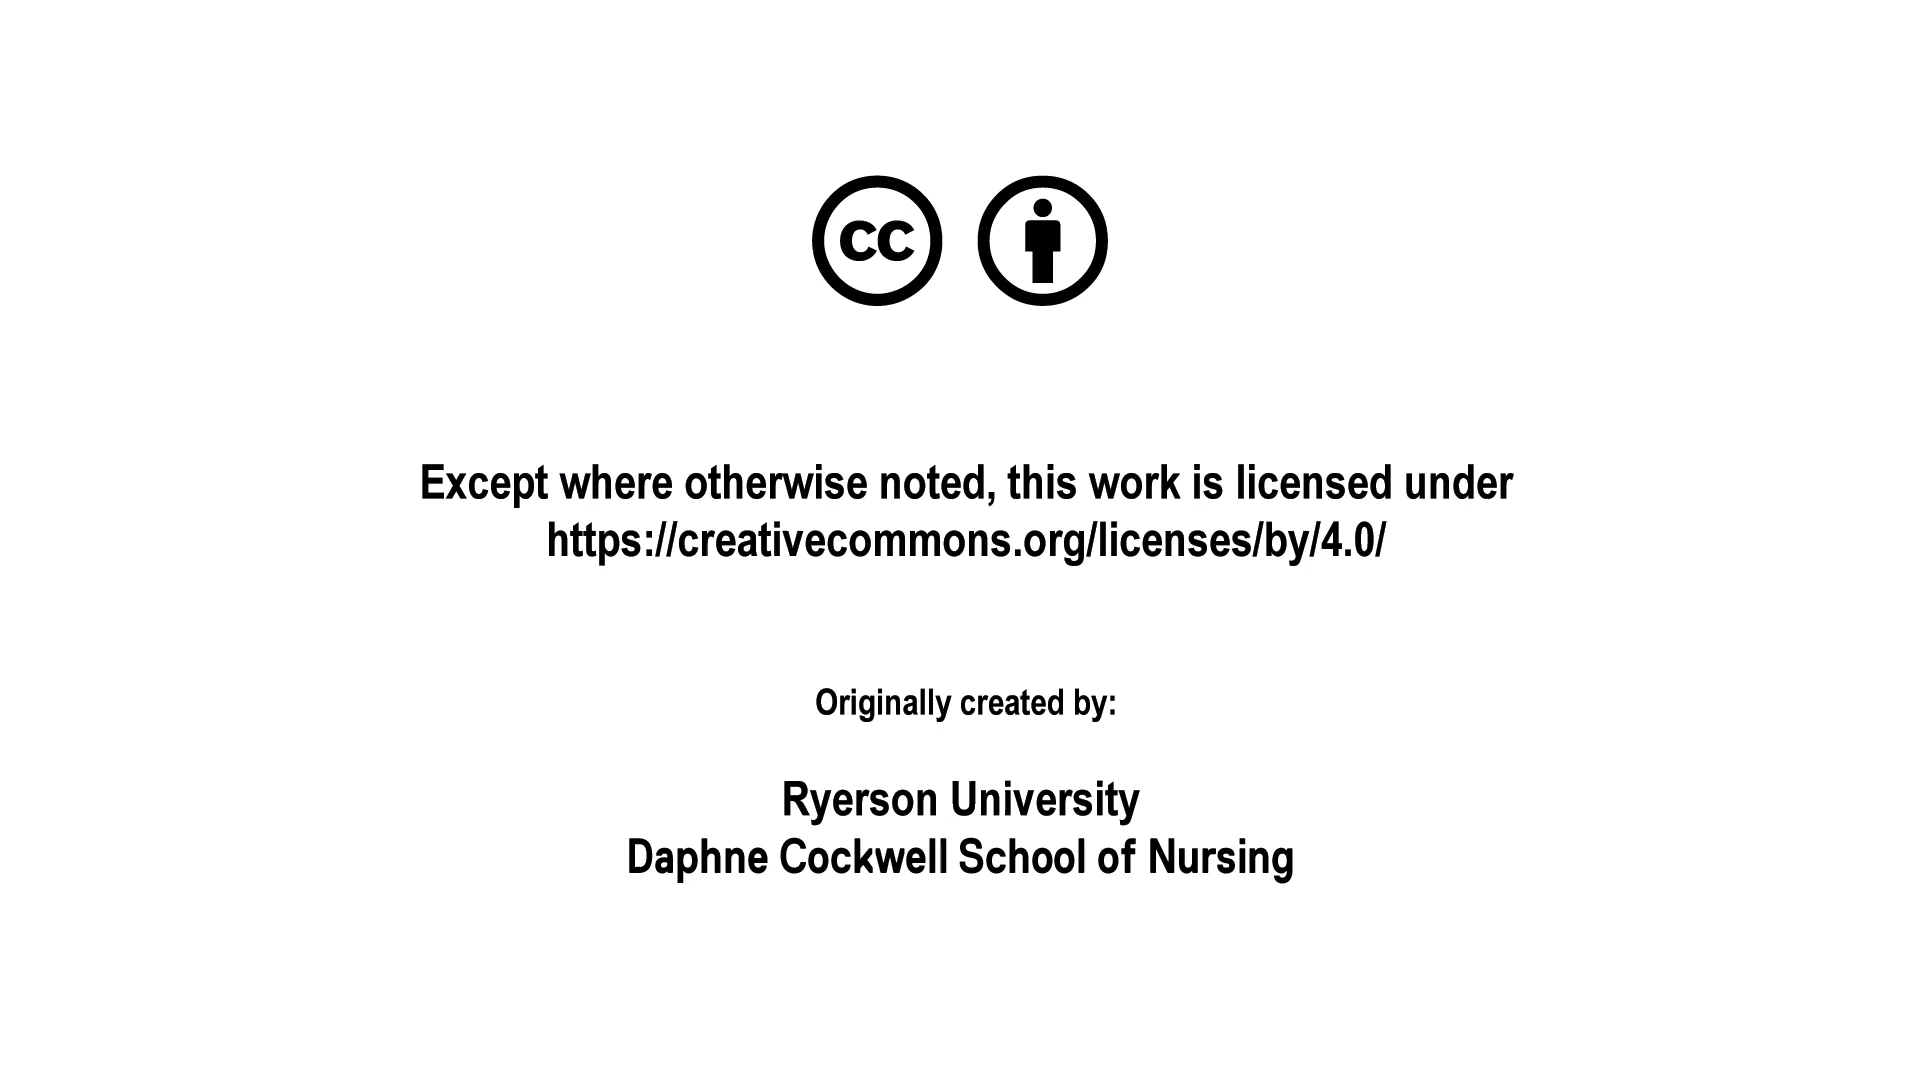 cc
Except where otherwise noted, this work is licensed under
https://creativecommons.org/licenses/by/4.0/
Originally created by:
Ryerson University
Daphne Cockwell School of Nursing